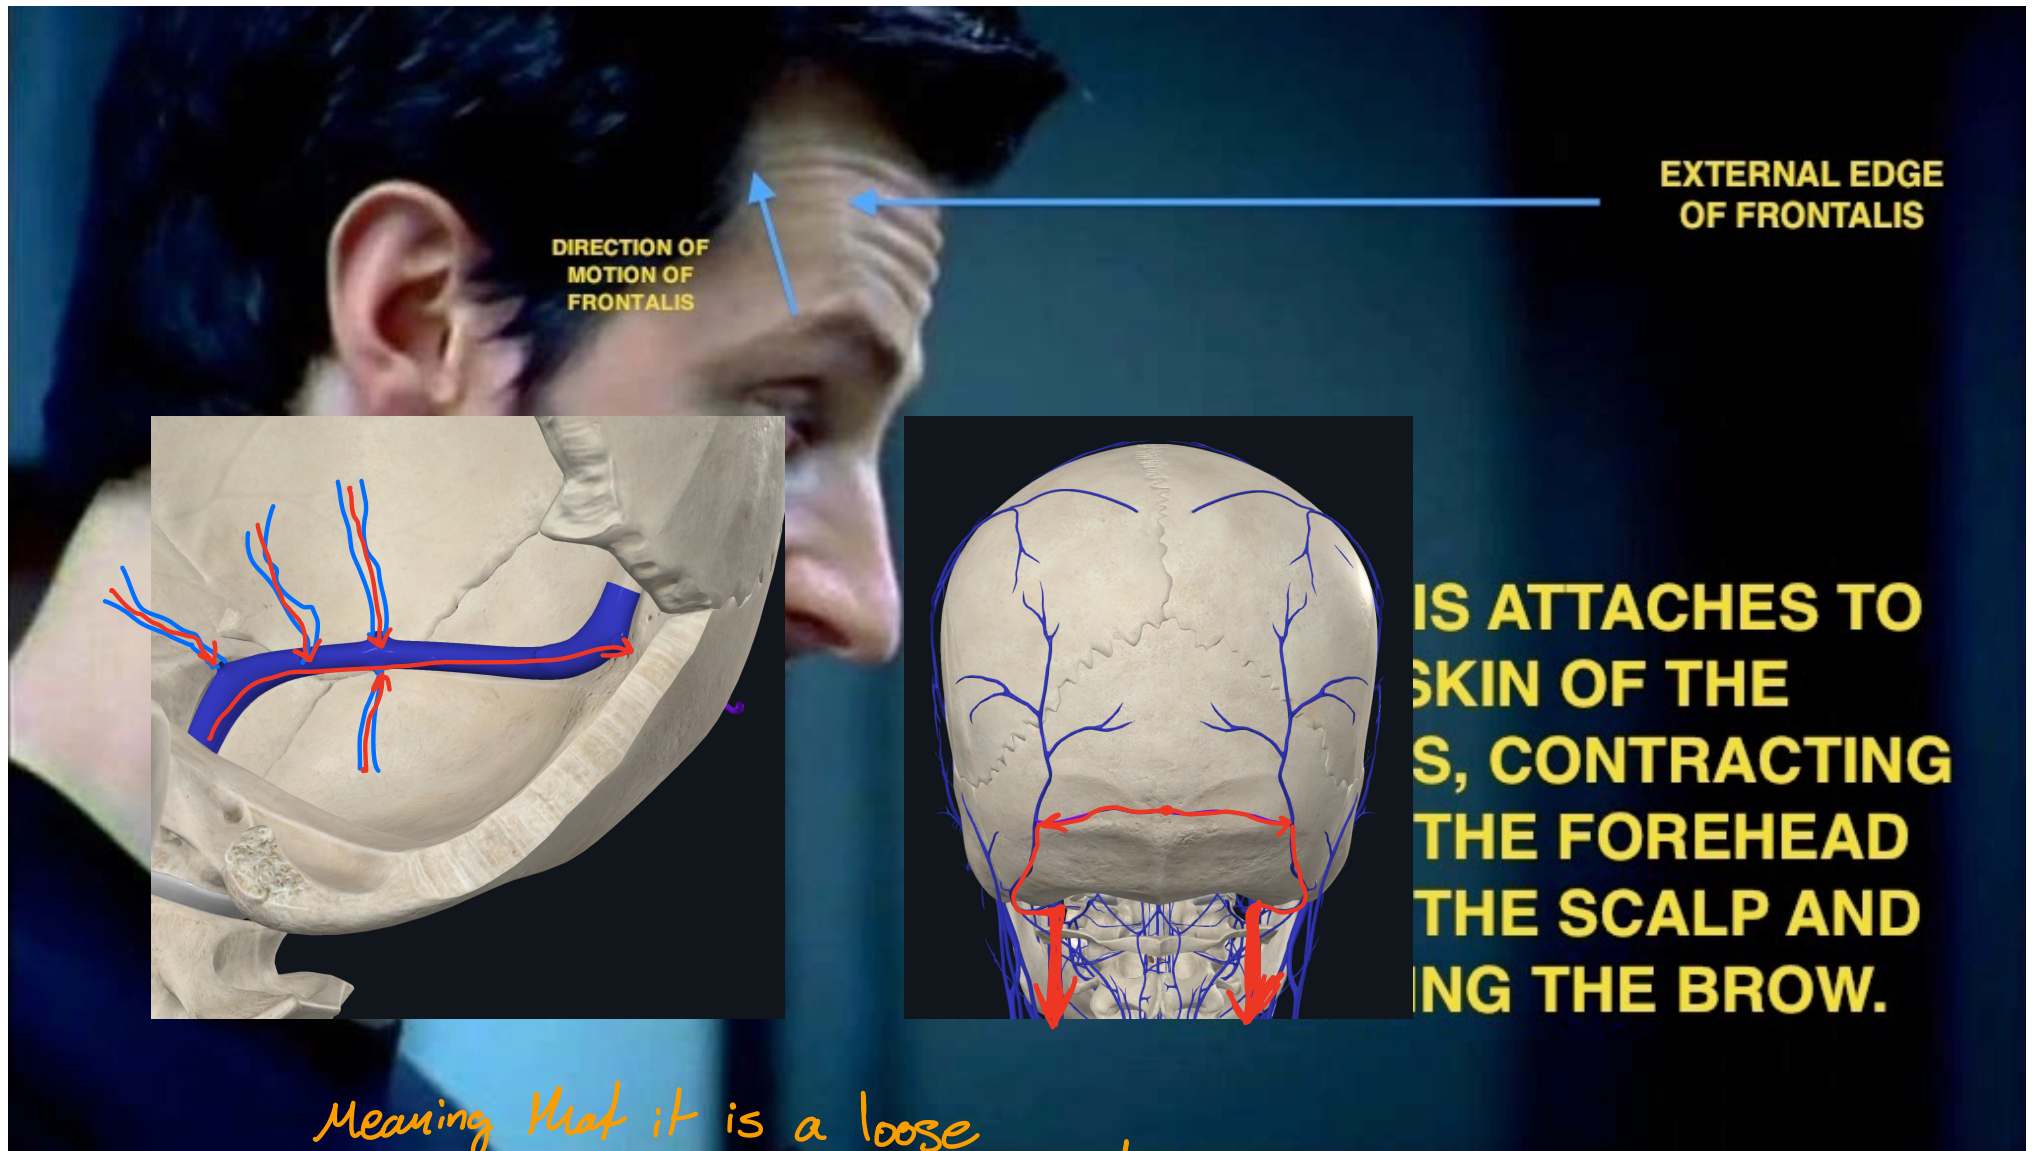 EXTERNAL EDGE
OF FRONTALIS
DIRECTION OF
MOTION OF
FRONTALIS
IS ATTACHES TO
SKIN OF THE
S, CONTRACTING
THE FOREHEAD
THE SCALP AND
ING THE BROW.
Meaning that it is a loose